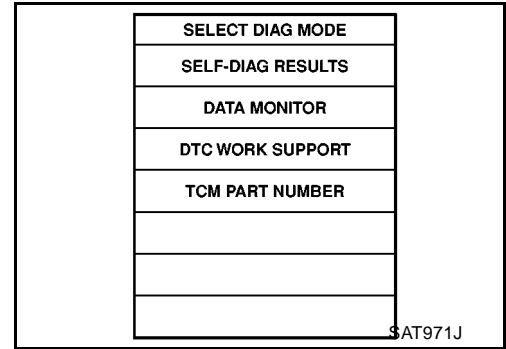 SELECT DIAG MODE
SELF-DIAG RESULTS
DATA MONITOR
DTC WORK SUPPORT
TCM PART NUMBER
SAT971J